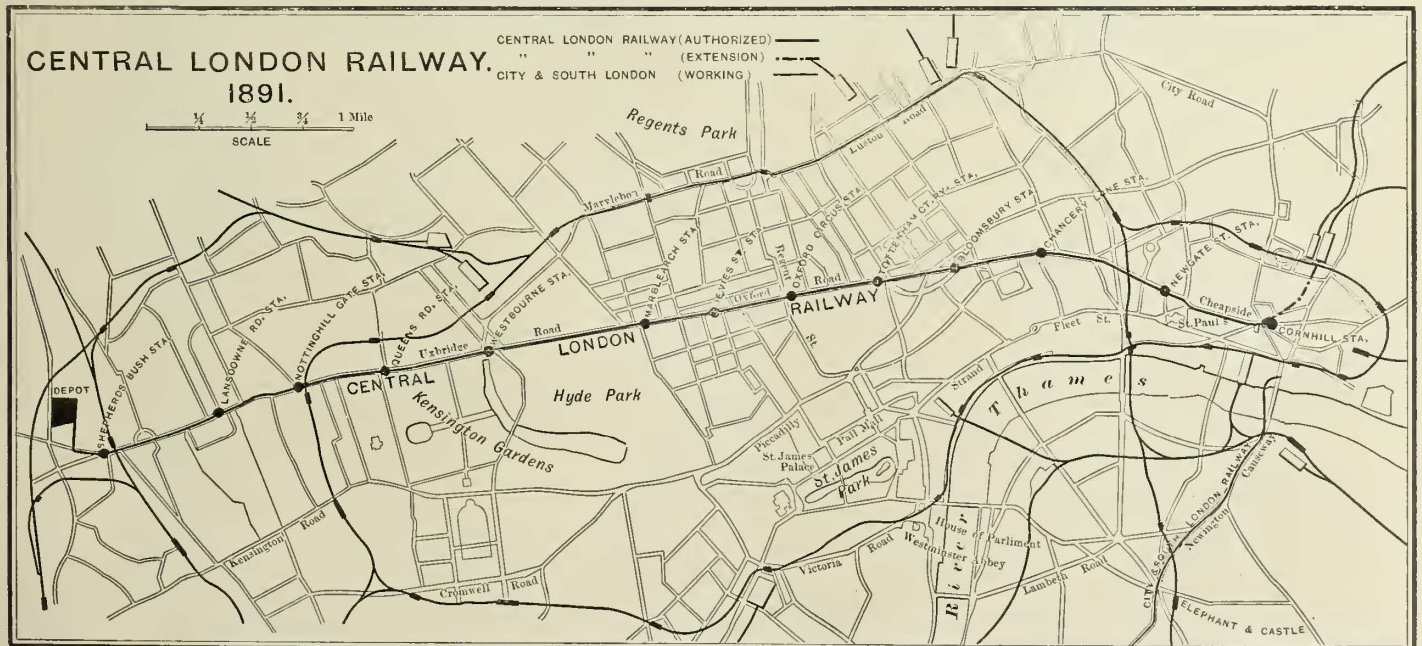 CENTRAL LONDON RAILWAY.
1891.
1/4 1/2 3/4 1 Mile
SCALE
CENTRAL LONDON RAILWAY (AUTHORIZED)
" " " (EXTENSION)
CITY & SOUTH LONDON (WORKING)
Regents Park
City Road
Euston Road
Marylebon Road
DEPOT
SHEPHERDS BUSH STA.
LANSDOWNE RD. STA.
NOTTINGHILL GATE STA.
QUEENS RD. STA.
WESTBOURNE STA.
MARBLEARCH STA.
DEVIES ST. STA.
OXFORD CIRCUS STA.
TOTTENHAM CT. RY. STA.
BLOOMSBURY STA.
CHANCERY LANE STA.
NEWGATE ST. STA.
CORNHILL STA.
Uxbridge Road
Oxford Road
Regent St.
CENTRAL LONDON RAILWAY
Cheapside
St. Paul's
Fleet St.
Strand
Thames
Hyde Park
Kensington Gardens
Piccadilly
Pall Mall
St. James Palace
St. James Park
House of Parliment
Westminster Abbey
River
Victoria Road
Lambeth Road
Kensington Road
Cromwell Road
CITY & SOUTH LONDON RAILWAY
Newington Causeway
ELEPHANT & CASTLE